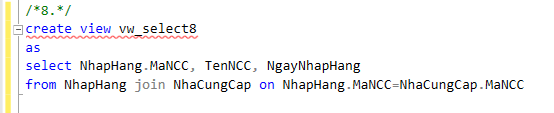 /*8.*/
create view vw_select8
as
select NhapHang.MaNCC, TenNCC, NgayNhapHang
from NhapHang join NhaCungCap on NhapHang.MaNCC=NhaCungCap.MaNCC